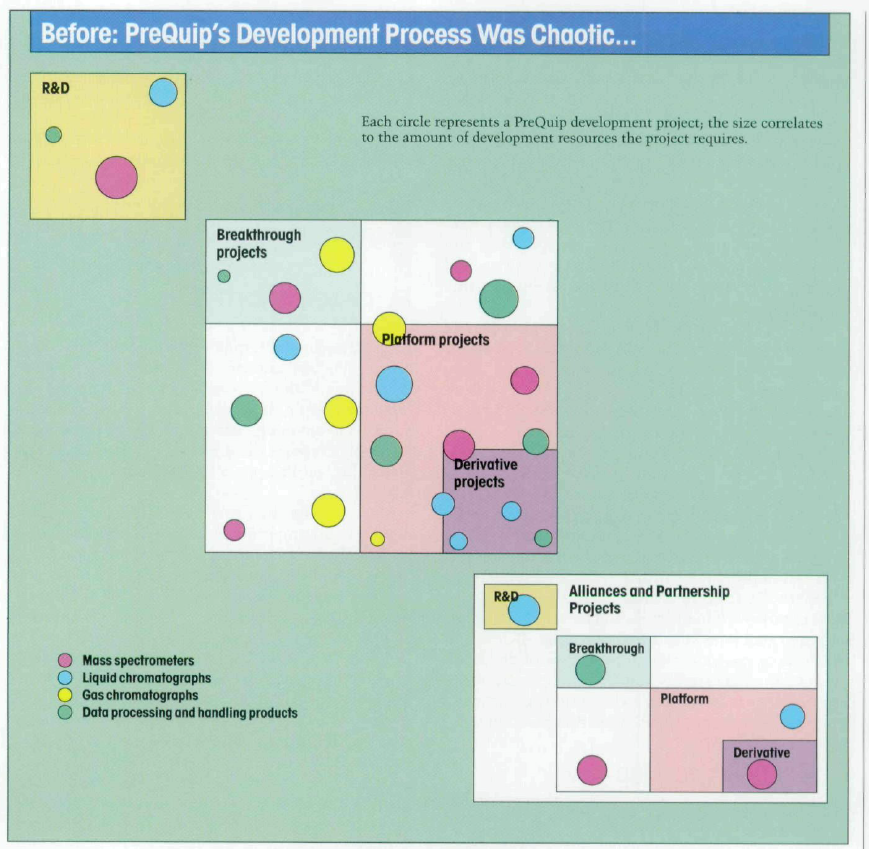 Before: PreQuip's Development Process Was Chaotic...
R&D
Each circle represents a PreQuip development project; the size correlates
to the amount of development resources the project requires.
Breakthrough
projects
Platform projects
Derivative
projects
R&D
Alliances and Partnership
Projects
Breakthrough
Platform
Derivative
Mass spectrometers
Liquid chromatographs
Gas chromatographs
Data processing and handling products